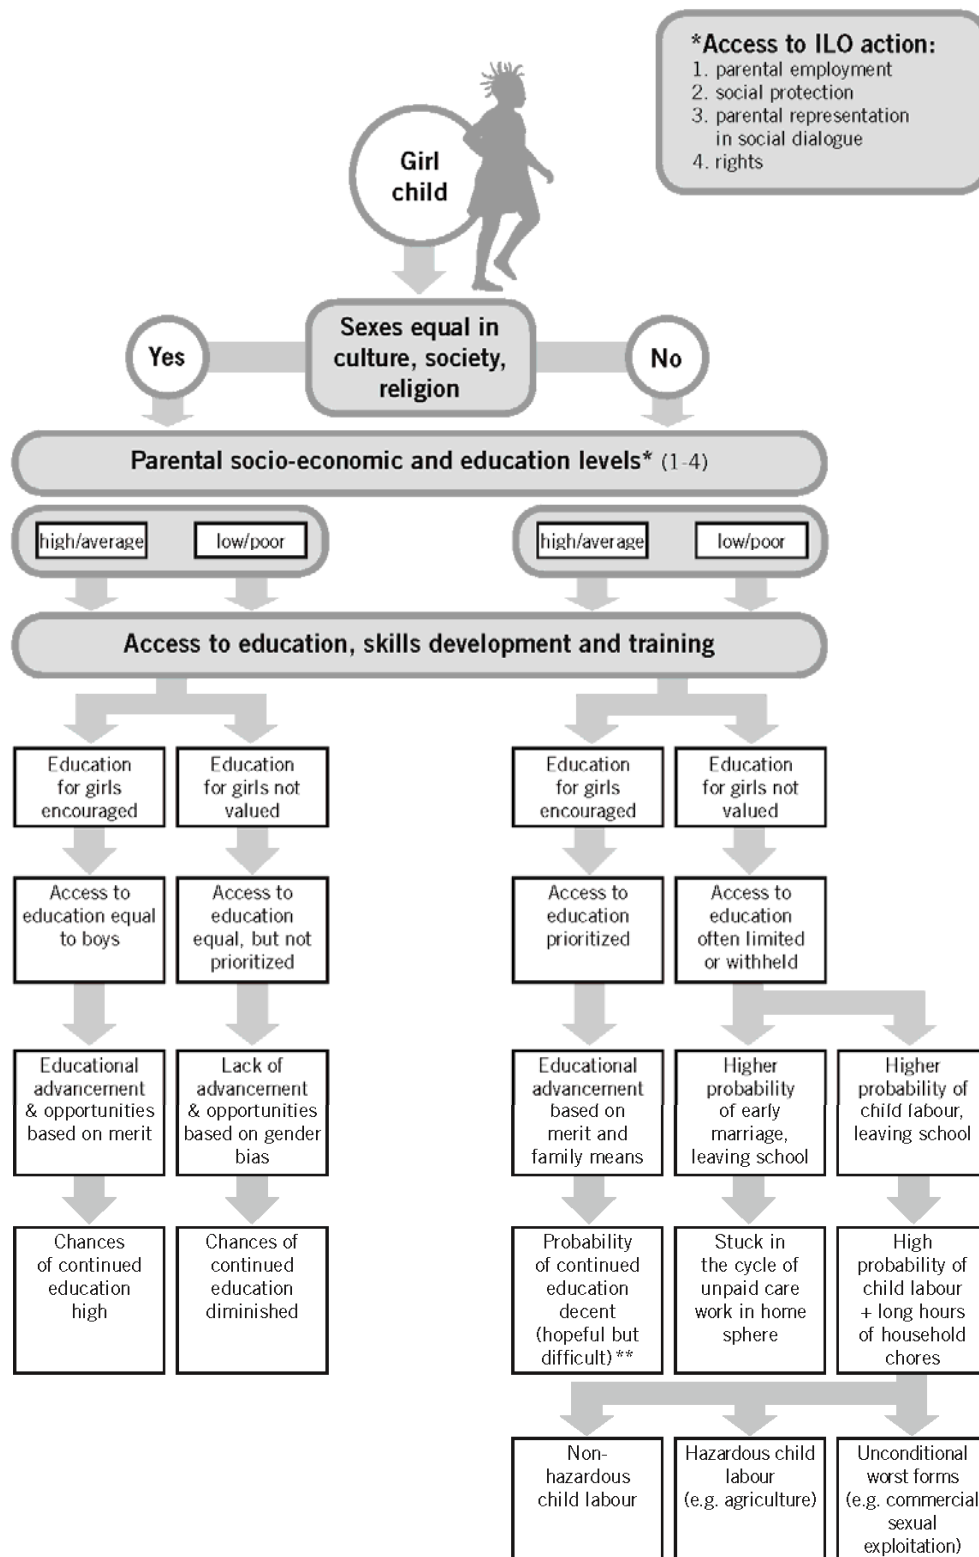 *Access to ILO action:
1. parental employment
2. social protection
3. parental representation
in social dialogue
4. rights
Girl
child
Sexes equal in
culture, society,
religion
Yes
No
Parental socio-economic and education levels* (1-4)
high/average
low/poor
high/average
low/poor
Access to education, skills development and training
Education
for girls
encouraged
Education
for girls not
valued
Education
for girls
encouraged
Education
for girls not
valued
Access to
education equal
to boys
Access to
education
equal, but not
prioritized
Access to
education
prioritized
Access to
education
often limited
or withheld
Educational
advancement
& opportunities
based on merit
Lack of
advancement
& opportunities
based on gender
bias
Educational
advancement
based on
merit and
family means
Higher
probability
of early
marriage,
leaving school
Higher
probability of
child labour,
leaving school
Chances
of continued
education
high
Chances of
continued
education
diminished
Probability
of continued
education
decent
(hopeful but
difficult)**
Stuck in
the cycle of
unpaid care
work in home
sphere
High
probability of
child labour
+ long hours
of household
chores
Non-
hazardous
child labour
Hazardous child
labour
(e.g. agriculture)
Unconditional
worst forms
(e.g. commercial
sexual
exploitation)